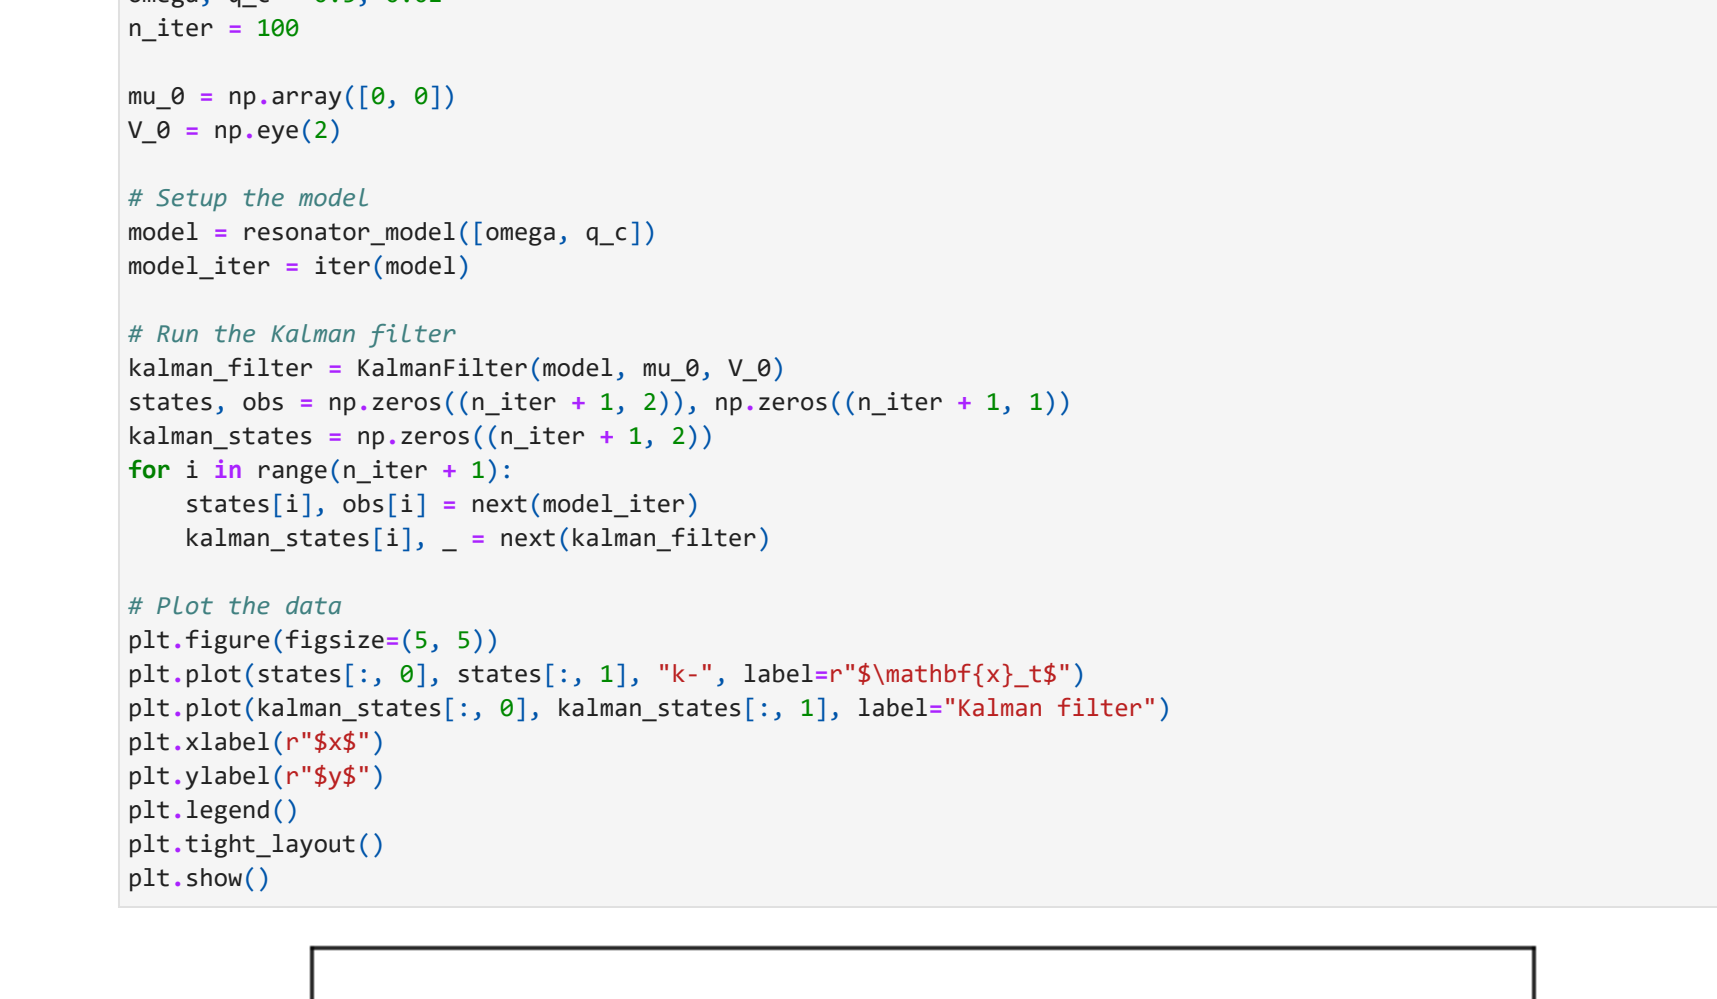 n_iter = 100
mu_0 = np.array([0, 0])
V_0 = np.eye(2)
# Setup the model
model = resonator_model([omega, q_c])
model_iter = iter(model)
# Run the Kalman filter
kalman_filter = KalmanFilter(model, mu_0, V_0)
states, obs = np.zeros((n_iter + 1, 2)), np.zeros((n_iter + 1, 1))
kalman_states = np.zeros((n_iter + 1, 2))
for i in range(n_iter + 1):
    states[i], obs[i] = next(model_iter)
    kalman_states[i], _ = next(kalman_filter)
# Plot the data
plt.figure(figsize=(5, 5))
plt.plot(states[:, 0], states[:, 1], "k-", label=r"$\mathbf{x}_t$")
plt.plot(kalman_states[:, 0], kalman_states[:, 1], label="Kalman filter")
plt.xlabel(r"$x$")
plt.ylabel(r"$y$")
plt.legend()
plt.tight_layout()
plt.show()